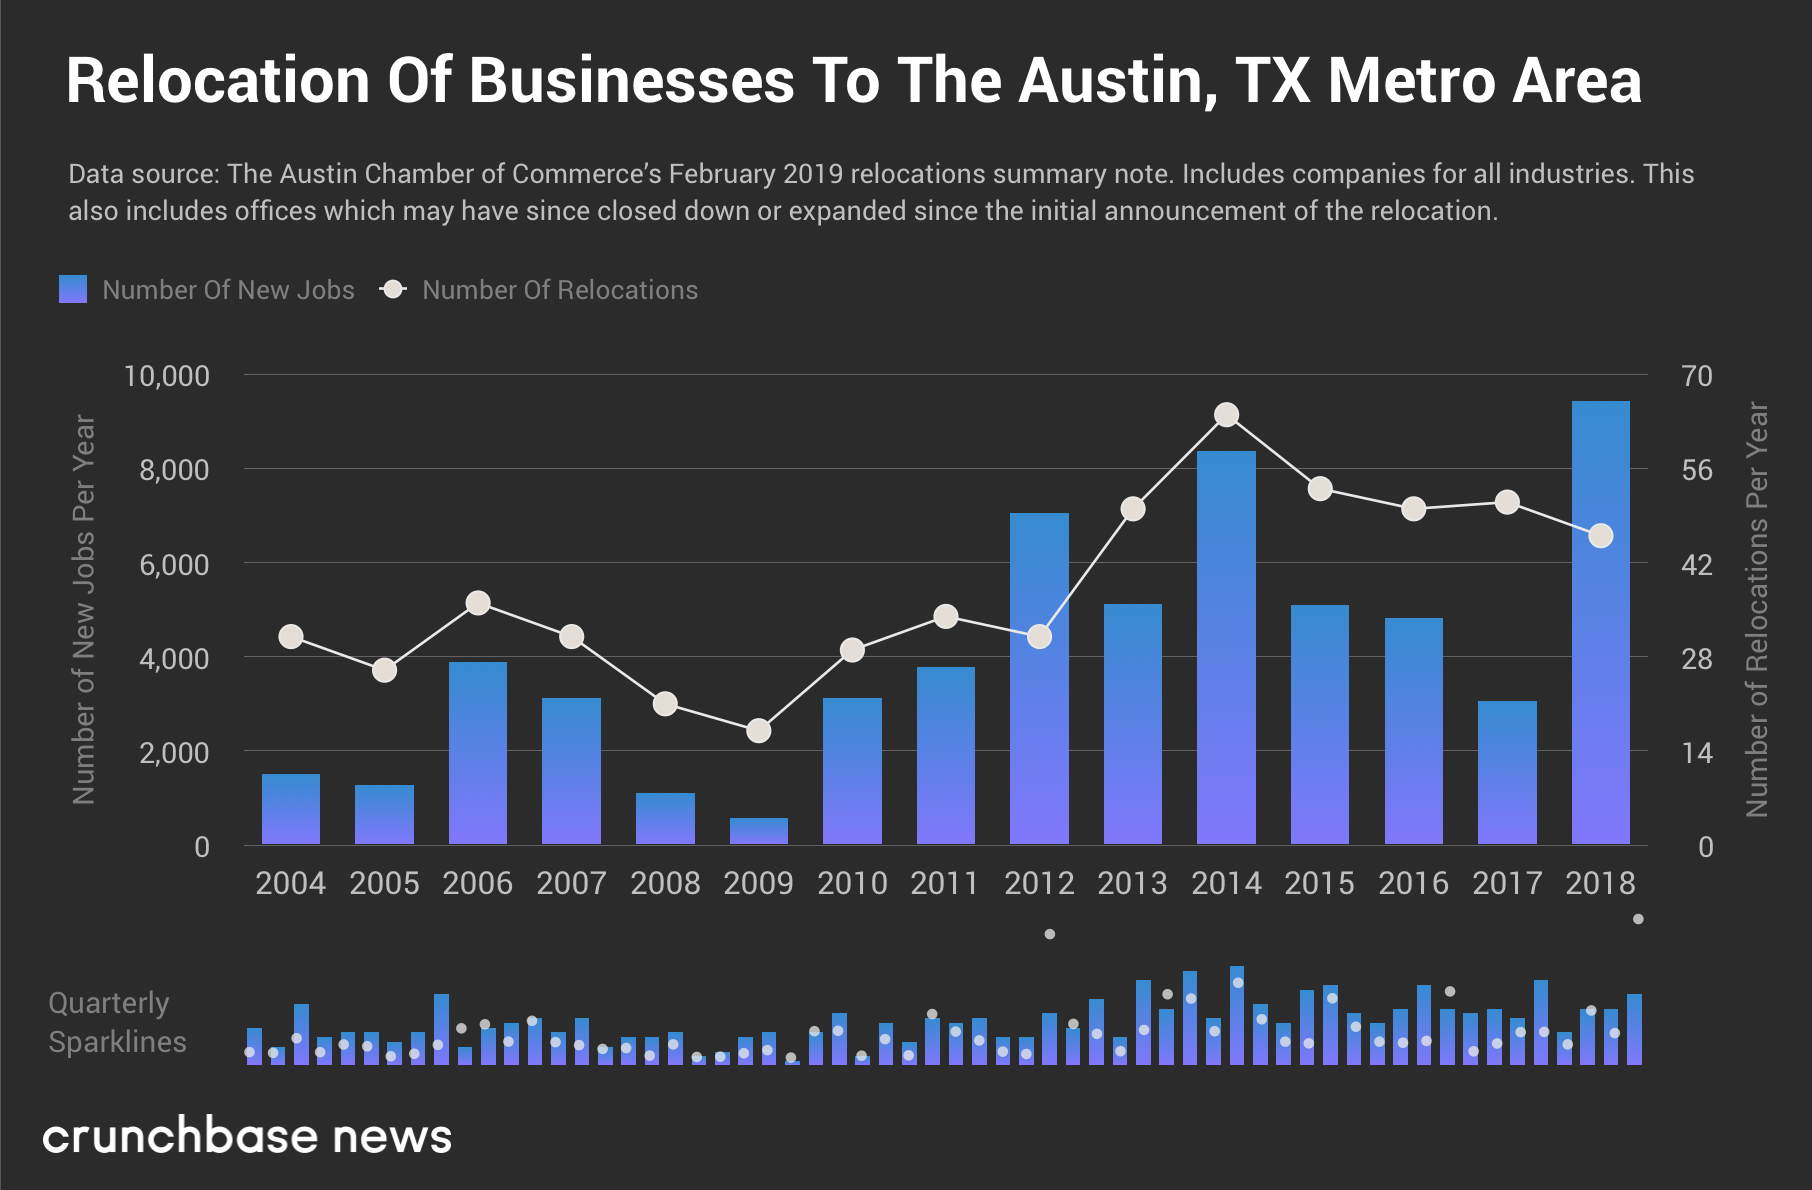 Relocation Of Businesses To The Austin, TX Metro Area
Data source: The Austin Chamber of Commerce’s February 2019 relocations summary note. Includes companies for all industries. This
also includes offices which may have since closed down or expanded since the initial announcement of the relocation.
Number Of New Jobs
Number Of Relocations
Number of New Jobs Per Year
10,000
8,000
6,000
4,000
2,000
0
70
56
42
28
14
0
Number of Relocations Per Year
2004 2005 2006 2007 2008 2009 2010 2011 2012 2013 2014 2015 2016 2017 2018
Quarterly
Sparklines
crunchbase news